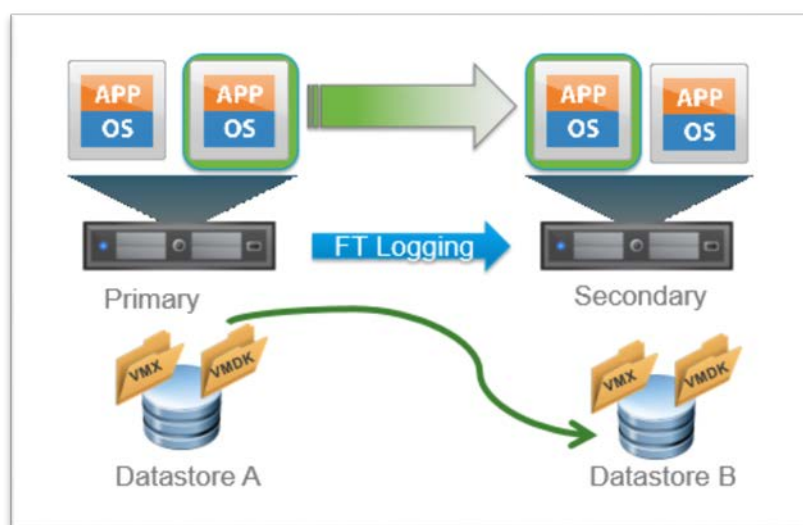 APP
OS
APP
OS
APP
OS
APP
OS
FT Logging
Primary
Secondary
VMX
VMDK
VMX
VMDK
Datastore A
Datastore B